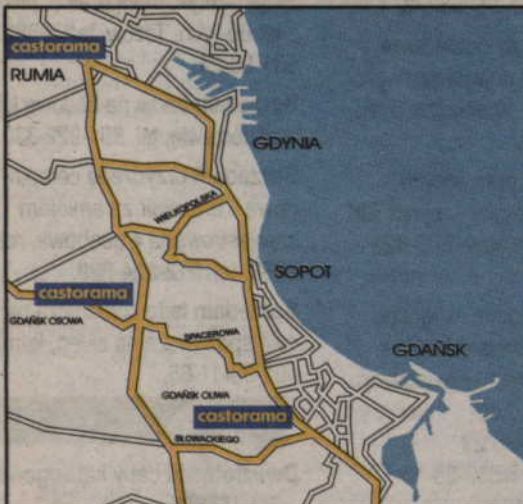 castorama
RUMIA
GDYNIA
WIELKOPOLSKA
SOPOT
castorama
GDAŃSK OSOWA
SPACEROWA
GDAŃSK
GDAŃSK OLIWA
castorama
SŁOWACKIEGO